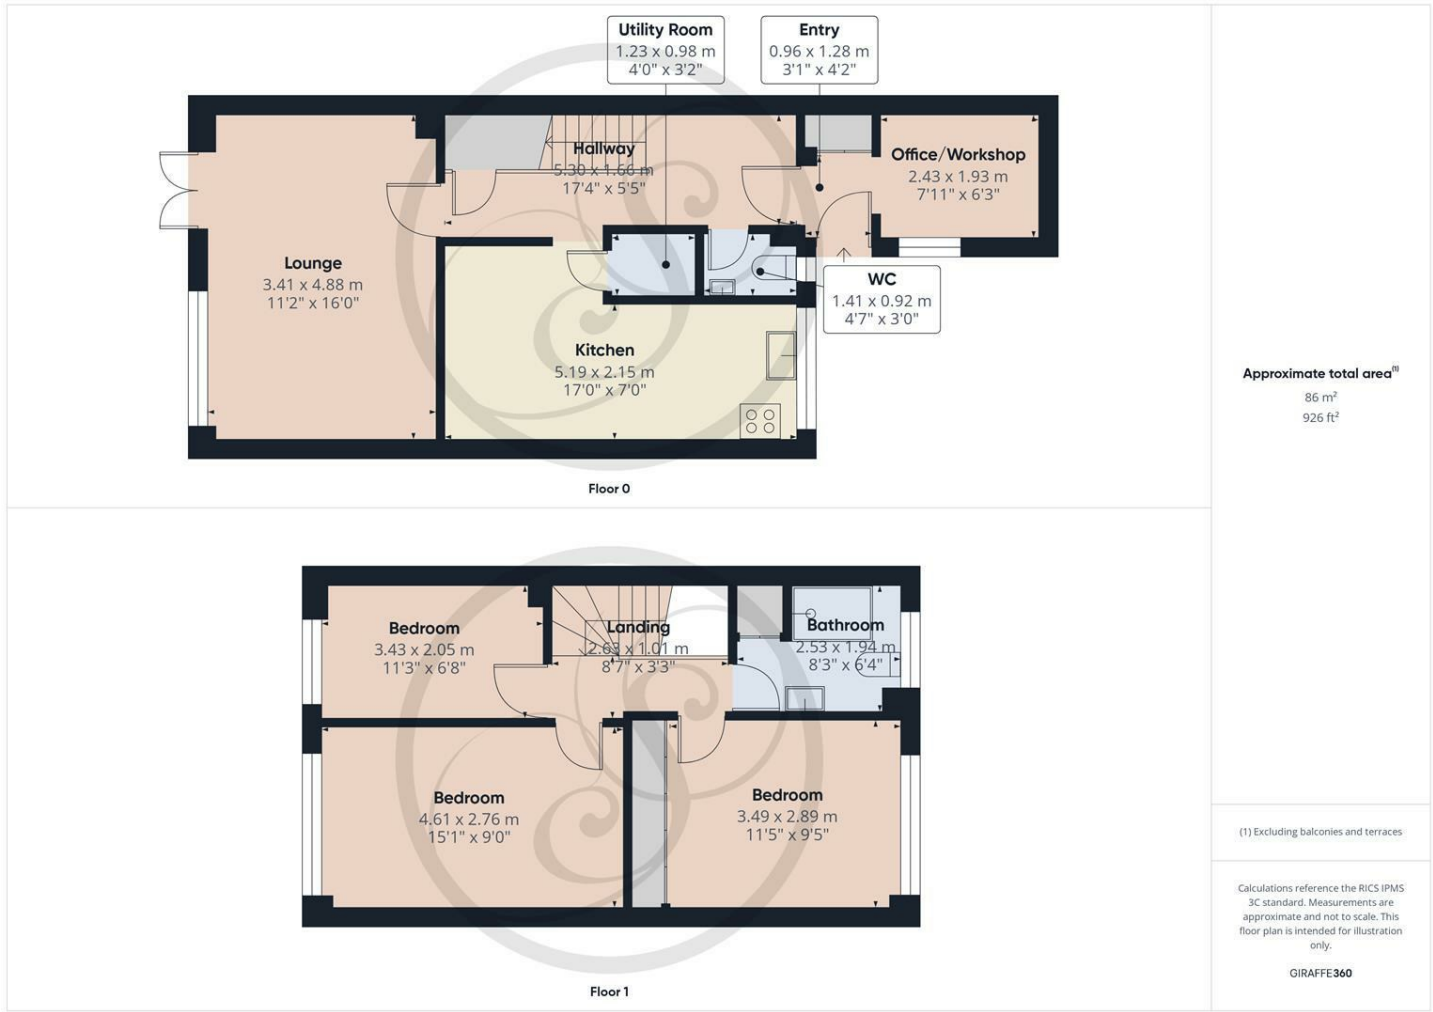 Utility Room
1.23 x 0.98 m
4'0" x 3'2"
Entry
0.96 x 1.28 m
3'1" x 4'2"
Hallway
5.30 x 1.66 m
17'4" x 5'5"
Office/Workshop
2.43 x 1.93 m
7'11" x 6'3"
Lounge
3.41 x 4.88 m
11'2" x 16'0"
WC
1.41 x 0.92 m
4'7" x 3'0"
Kitchen
5.19 x 2.15 m
17'0" x 7'0"
Floor 0
Bedroom
3.43 x 2.05 m
11'3" x 6'8"
Landing
2.63 x 1.01 m
8'7" x 3'3"
Bathroom
2.53 x 1.94 m
8'3" x 6'4"
Bedroom
4.61 x 2.76 m
15'1" x 9'0"
Bedroom
3.49 x 2.89 m
11'5" x 9'5"
Floor 1
Approximate total area(1)
86 m²
926 ft²
(1) Excluding balconies and terraces
Calculations reference the RICS IPMS
3C standard. Measurements are
approximate and not to scale. This
floor plan is intended for illustration
only.
GIRAFFE360